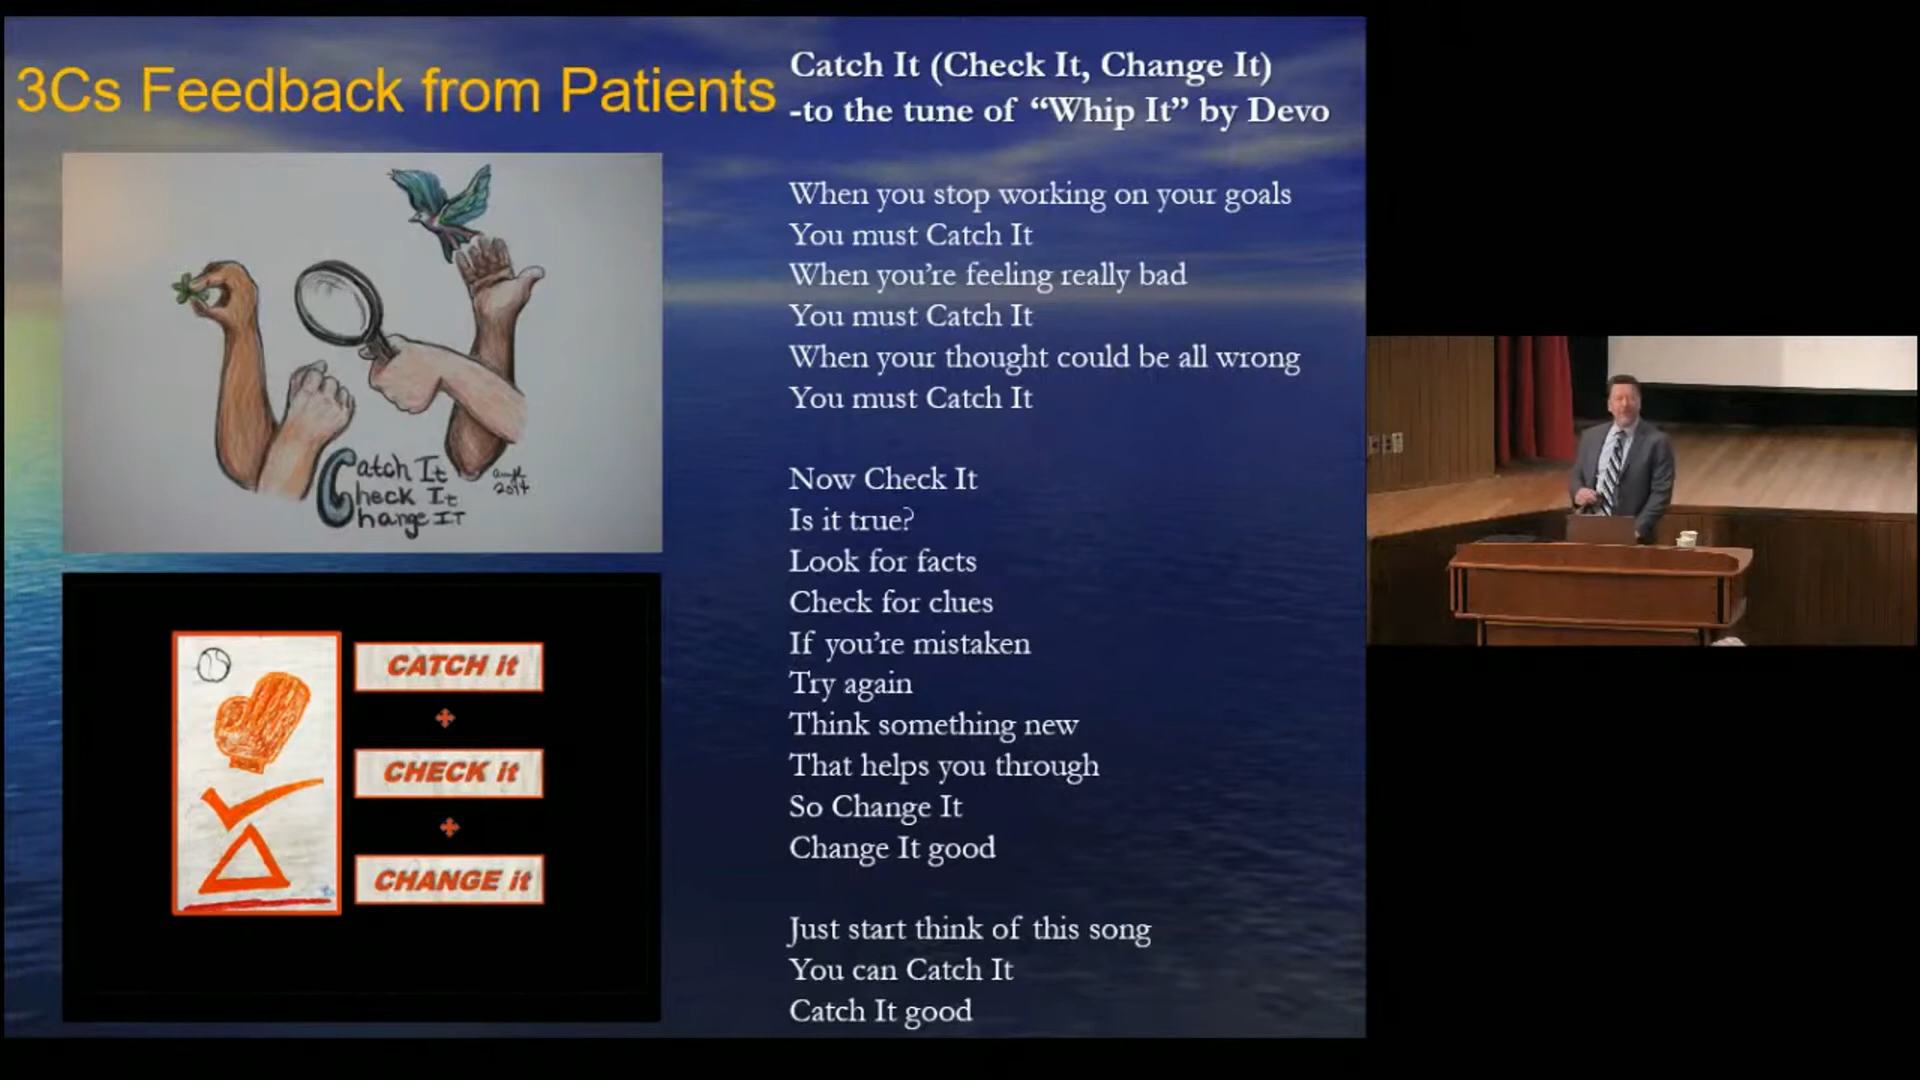 3Cs Feedback from Patients
Catch It (Check It, Change It)
-to the tune of “Whip It” by Devo
When you stop working on your goals
You must Catch It
When you’re feeling really bad
You must Catch It
When your thought could be all wrong
You must Catch It
Now Check It
Is it true?
Look for facts
Check for clues
If you’re mistaken
Try again
Think something new
That helps you through
So Change It
Change It good
Just start think of this song
You can Catch It
Catch It good
Catch It
Check It
Change IT
2014
CATCH it
CHECK it
CHANGE it